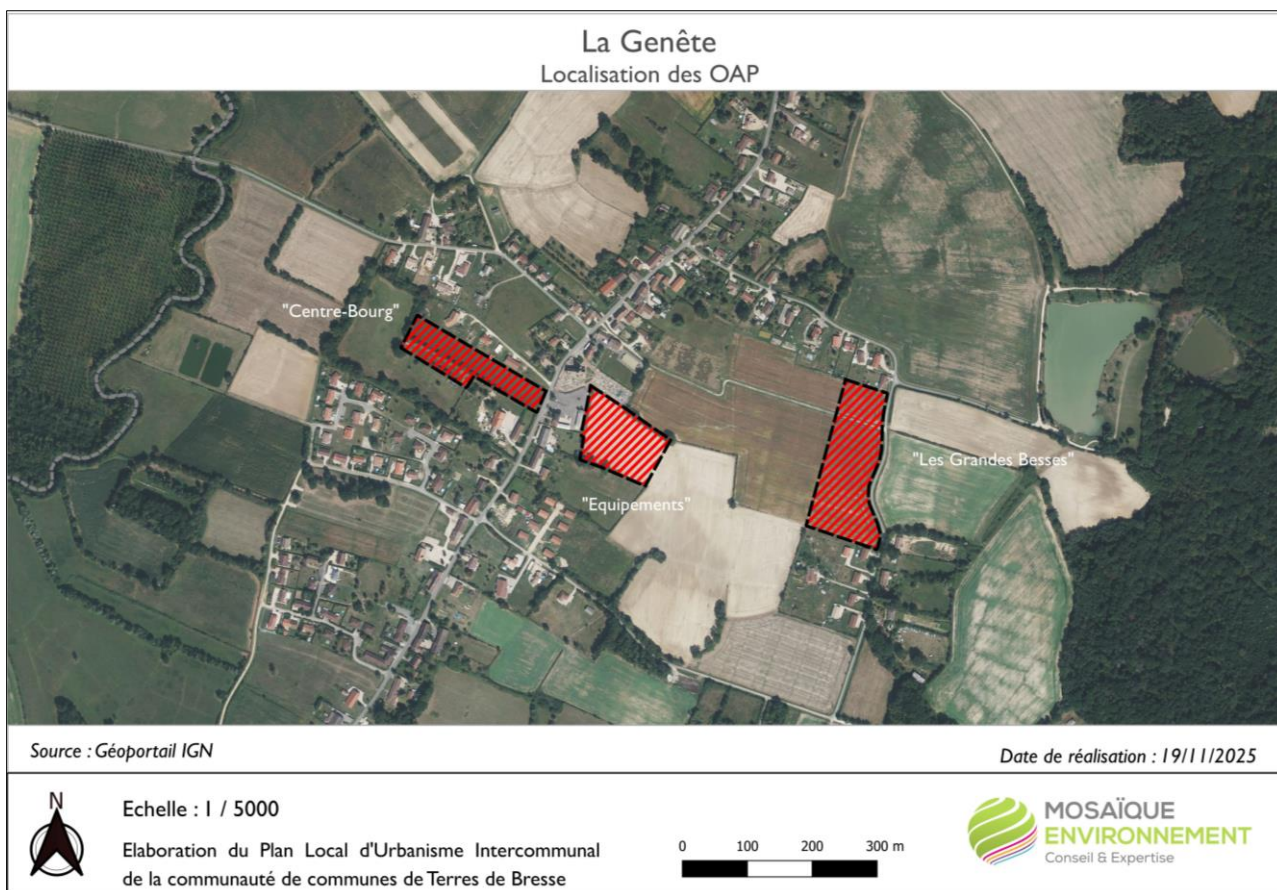 La Genête
Localisation des OAP
"Centre-Bourg"
"Les Grandes Besses"
"Equipements"
Source : Géoportail IGN
Date de réalisation : 19/11/2025
N
Echelle : 1 / 5000
Elaboration du Plan Local d'Urbanisme Intercommunal
de la communauté de communes de Terres de Bresse
0 100 200 300 m
MOSAÏQUE
ENVIRONNEMENT
Conseil & Expertise